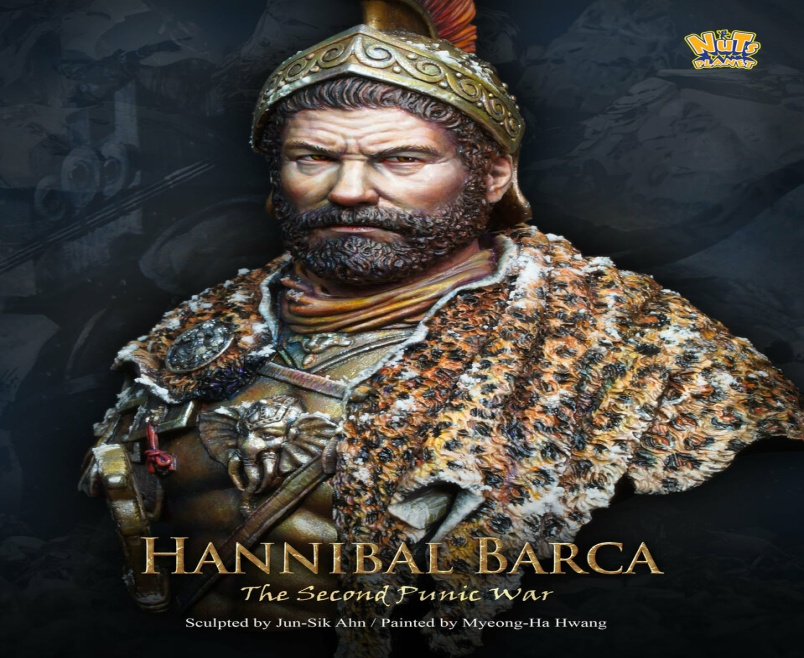 NUTS
PLANET
HANNIBAL BARCA
The Second Punic War
Sculpted by Jun-Sik Ahn / Painted by Myeong-Ha Hwang